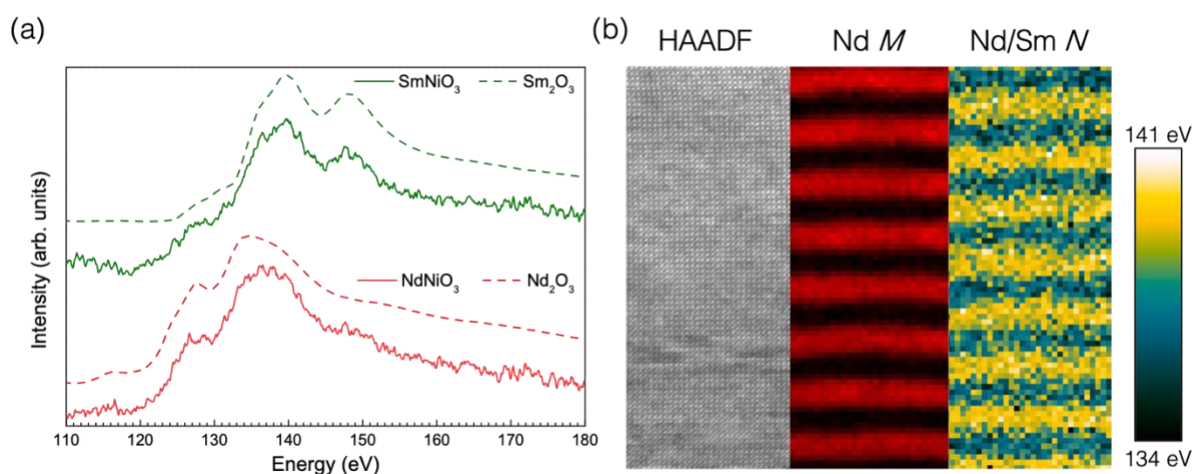 (a)
SmNiO3
Sm2O3
NdNiO3
Nd2O3
Intensity (arb. units)
110 120 130 140 150 160 170 180
Energy (eV)
(b)
HAADF Nd M Nd/Sm N
141 eV
134 eV